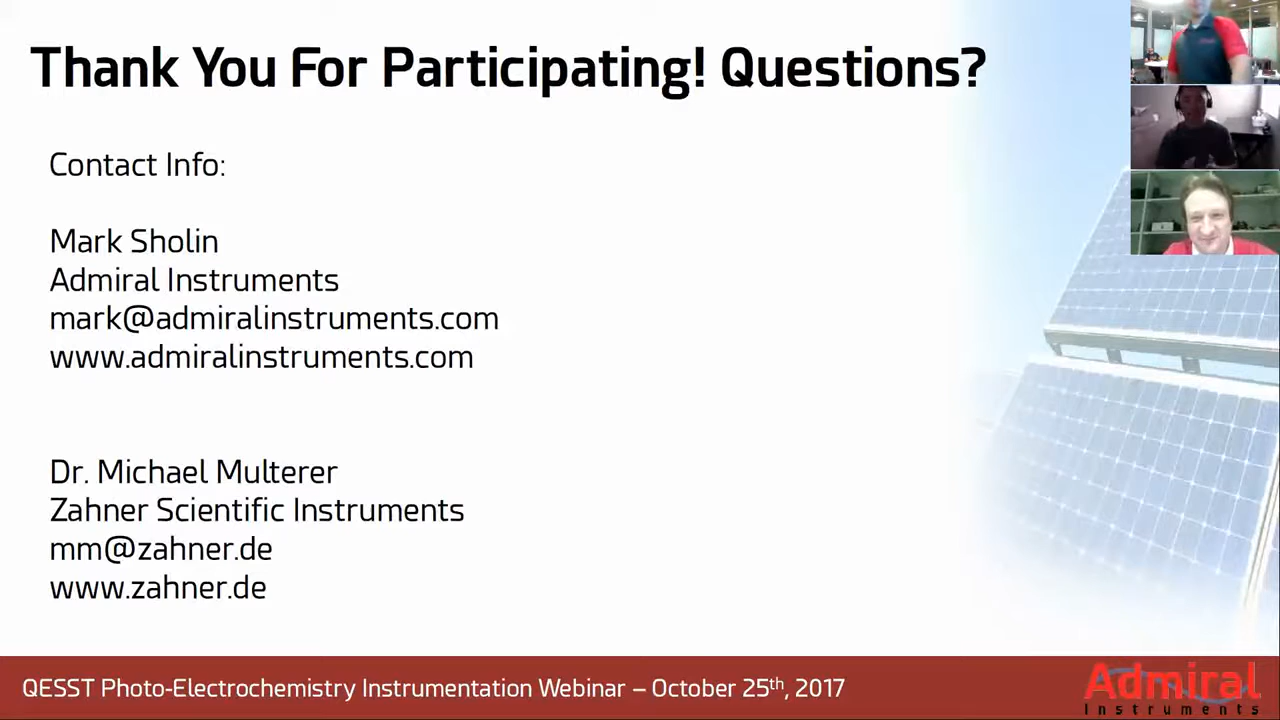 Thank You For Participating! Questions?
Contact Info:
Mark Sholin
Admiral Instruments
mark@admiralinstruments.com
www.admiralinstruments.com
Dr. Michael Multerer
Zahner Scientific Instruments
mm@zahner.de
www.zahner.de
QESST Photo-Electrochemistry Instrumentation Webinar – October 25th, 2017
Admiral
Instruments